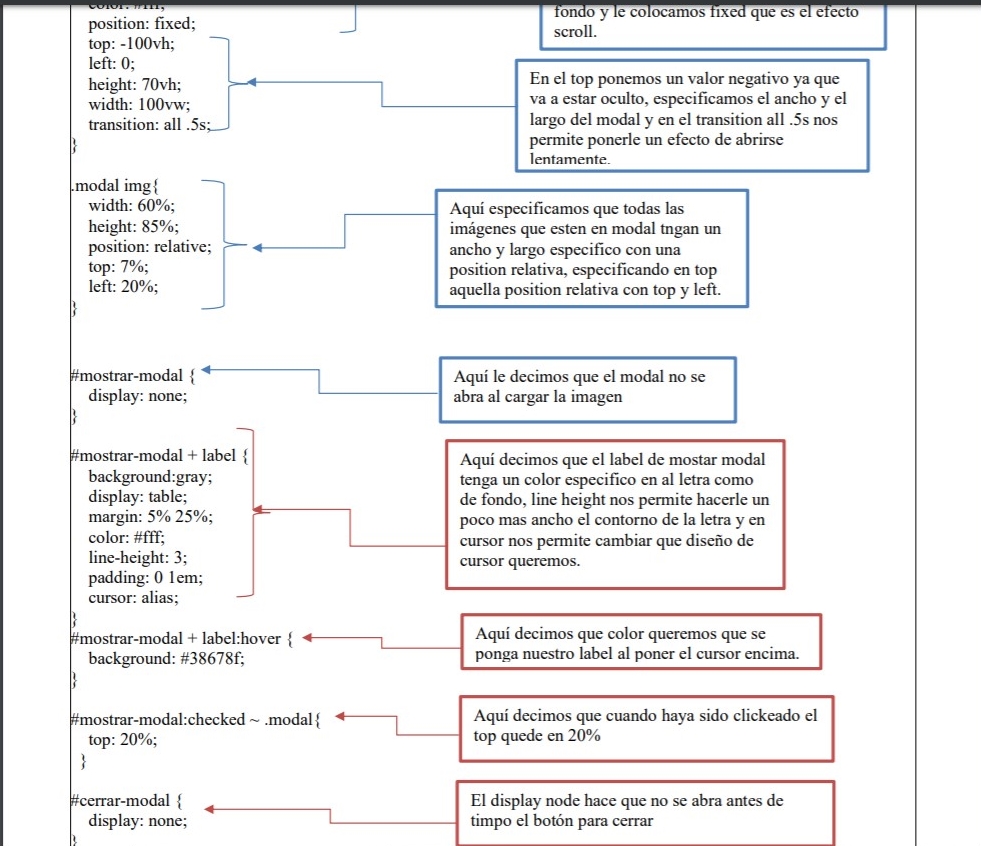 position: fixed;
top: -100vh;
left: 0;
height: 70vh;
width: 100vw;
transition: all .5s;
}
fondo y le colocamos fixed que es el efecto
scroll.
En el top ponemos un valor negativo ya que
va a estar oculto, especificamos el ancho y el
largo del modal y en el transition all .5s nos
permite ponerle un efecto de abrirse
lentamente.
.modal img{
width: 60%;
height: 85%;
position: relative;
top: 7%;
left: 20%;
}
Aquí especificamos que todas las
imágenes que esten en modal tngan un
ancho y largo especifico con una
position relativa, especificando en top
aquella position relativa con top y left.
#mostrar-modal {
display: none;
}
Aquí le decimos que el modal no se
abra al cargar la imagen
#mostrar-modal + label {
background:gray;
display: table;
margin: 5% 25%;
color: #fff;
line-height: 3;
padding: 0 1em;
cursor: alias;
}
Aquí decimos que el label de mostar modal
tenga un color especifico en al letra como
de fondo, line height nos permite hacerle un
poco mas ancho el contorno de la letra y en
cursor nos permite cambiar que diseño de
cursor queremos.
#mostrar-modal + label:hover {
background: #38678f;
}
Aquí decimos que color queremos que se
ponga nuestro label al poner el cursor encima.
#mostrar-modal:checked ~ .modal{
top: 20%;
}
Aquí decimos que cuando haya sido clickeado el
top quede en 20%
#cerrar-modal {
display: none;
}
El display node hace que no se abra antes de
timpo el botón para cerrar